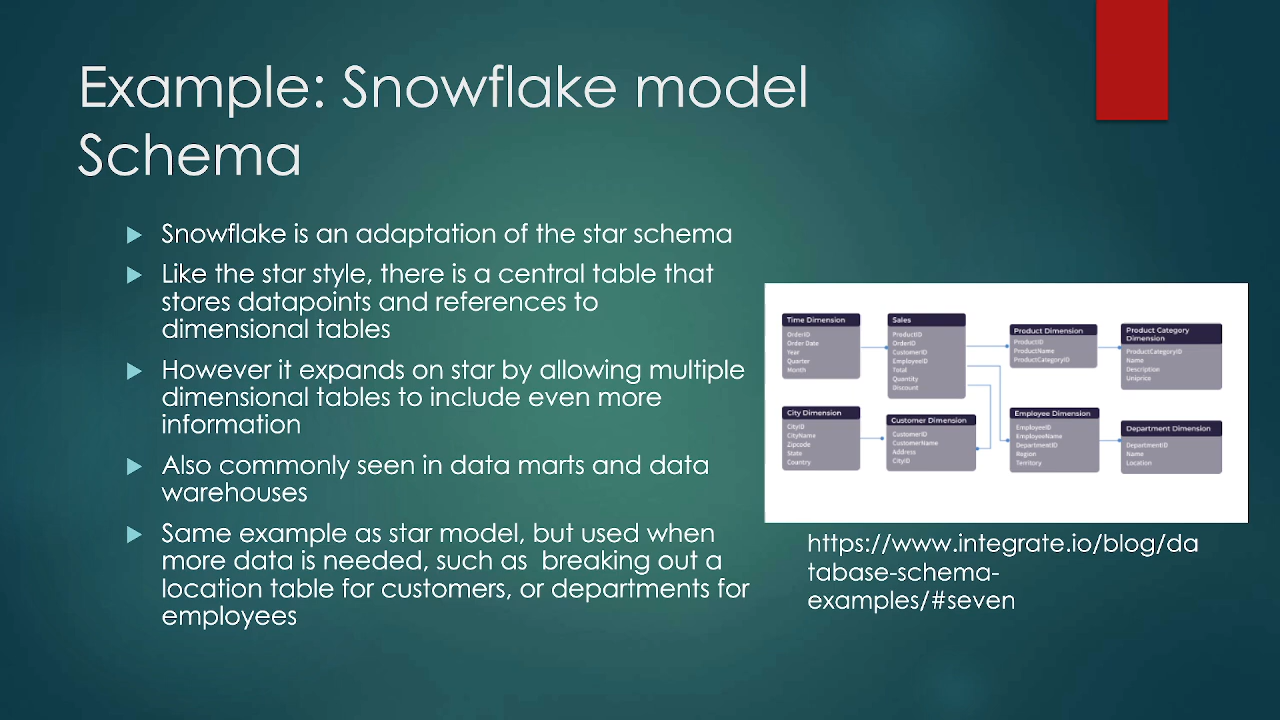 Example: Snowflake model
Schema
Snowflake is an adaptation of the star schema
Like the star style, there is a central table that
stores datapoints and references to
dimensional tables
However it expands on star by allowing multiple
dimensional tables to include even more
information
Also commonly seen in data marts and data
warehouses
Same example as star model, but used when
more data is needed, such as  breaking out a
location table for customers, or departments for
employees
Time Dimension
OrderID
Order Date
Year
Quarter
Month
Sales
ProductID
OrderID
CustomerID
EmployeeID
Total
Quantity
Discount
Product Dimension
ProductID
ProductName
ProductCategoryID
Product Category
Dimension
ProductCategoryID
Name
Description
Uniprice
City Dimension
CityID
CityName
Zipcode
State
Country
Customer Dimension
CustomerID
CustomerName
Address
CityID
Employee Dimension
EmployeeID
EmployeeName
DepartmentID
Region
Territory
Department Dimension
DepartmentID
Name
Location
https://www.integrate.io/blog/da
tabase-schema-
examples/#seven